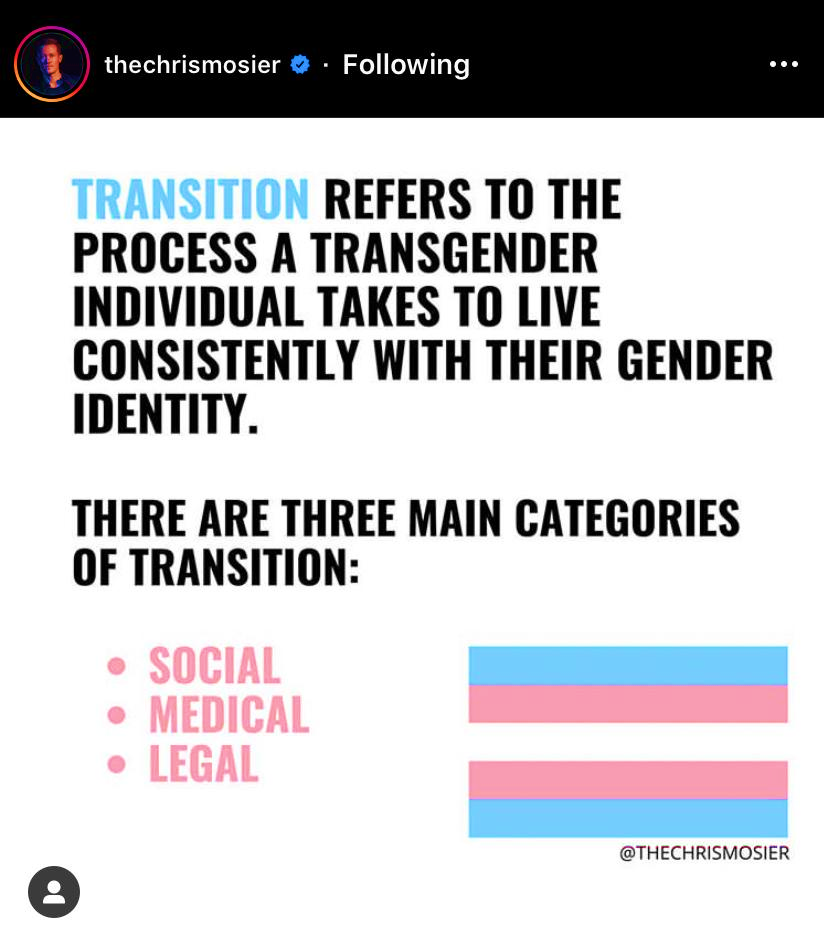 thechrismosier · Following
TRANSITION REFERS TO THE
PROCESS A TRANSGENDER
INDIVIDUAL TAKES TO LIVE
CONSISTENTLY WITH THEIR GENDER
IDENTITY.
THERE ARE THREE MAIN CATEGORIES
OF TRANSITION:
• SOCIAL
• MEDICAL
• LEGAL
@THECHRISMOSIER